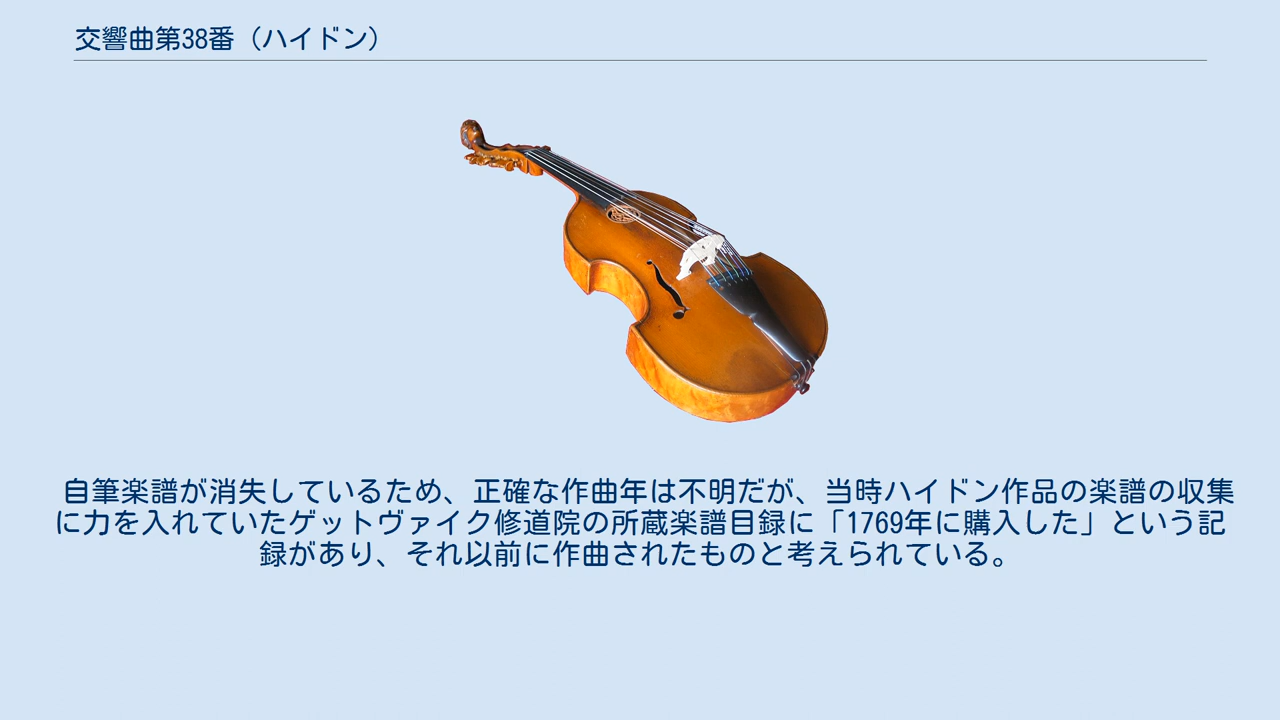 交響曲第38番（ハイドン）
自筆楽譜が消失しているため、正確な作曲年は不明だが、当時ハイドン作品の楽譜の収集
に力を入れていたゲットヴァイク修道院の所蔵楽譜目録に「1769年に購入した」という記
録があり、それ以前に作曲されたものと考えられている。